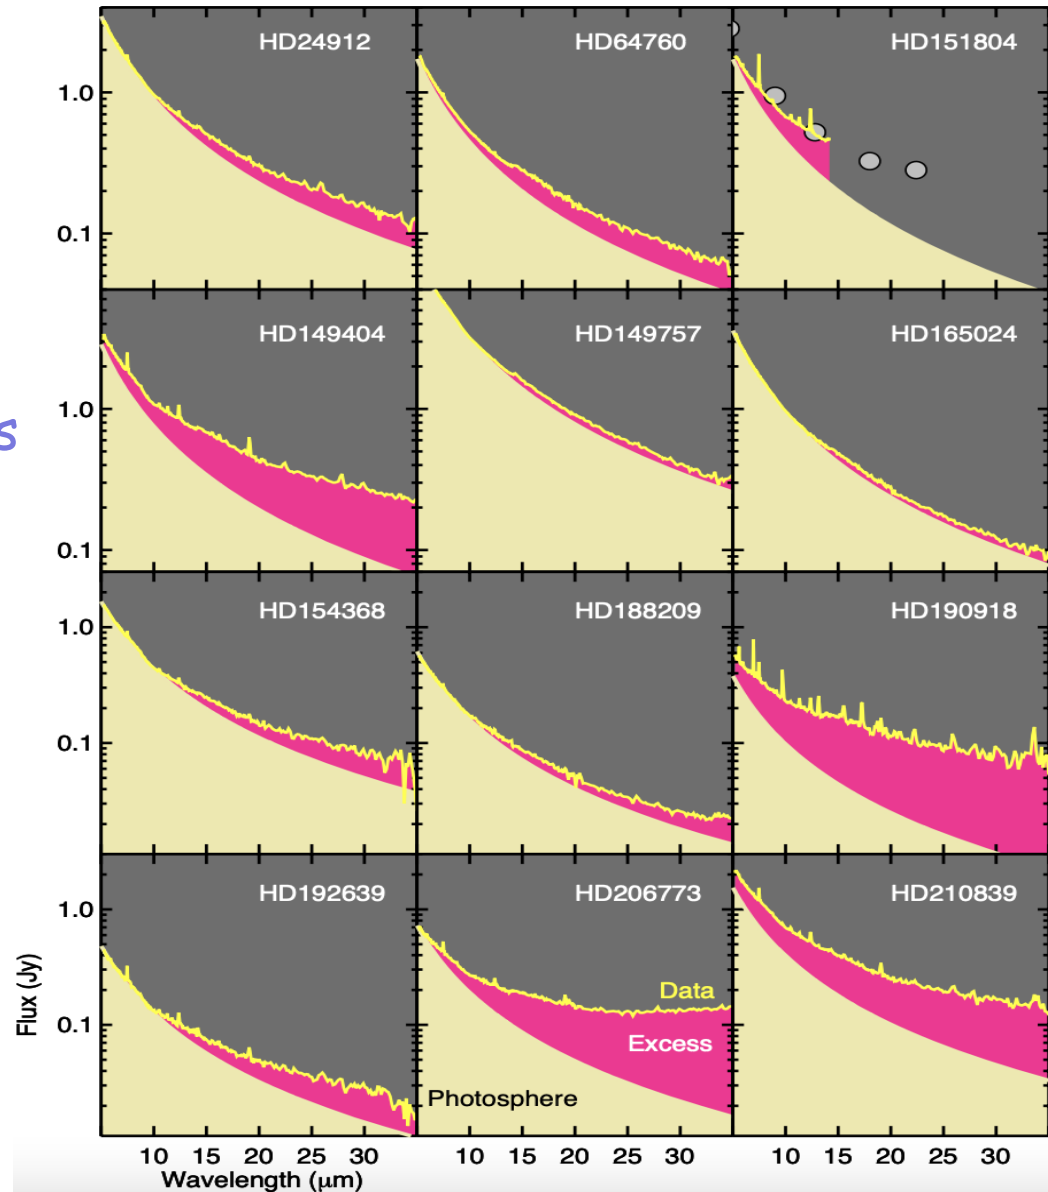 HD24912
HD64760
HD151804
1.0
0.1
HD149404
HD149757
HD165024
s
1.0
0.1
HD154368
HD188209
HD190918
1.0
0.1
HD192639
HD206773
HD210839
1.0
0.1
Flux (Jy)
Data
Excess
Photosphere
10 15 20 25 30 10 15 20 25 30 10 15 20 25 30
Wavelength (μm)